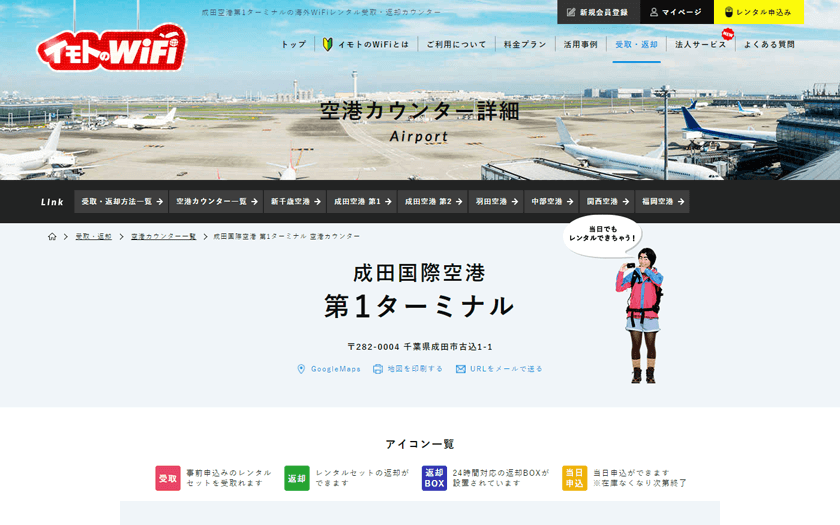 成田空港第1ターミナルの海外WiFiレンタル受取・返却カウンター
新規会員登録
マイページ
レンタル申込み
イモトのWiFi
トップ
イモトのWiFiとは
ご利用について
料金プラン
活用事例
受取・返却
法人サービス
NEW
よくある質問
空港カウンター詳細
Airport
Link
受取・返却方法一覧
空港カウンター一覧
新千歳空港
成田空港 第1
成田空港 第2
羽田空港
中部空港
関西空港
福岡空港
受取・返却
空港カウンター一覧
成田国際空港 第1ターミナル 空港カウンター
当日でも
レンタルできちゃう!
成田国際空港
第1ターミナル
〒282-0004 千葉県成田市古込1-1
GoogleMaps
地図を印刷する
URLをメールで送る
アイコン一覧
受取
事前申込みのレンタル
セットを受取れます
返却
レンタルセットの返却が
できます
返却
BOX
24時間対応の返却BOXが
設置されています
当日
申込
当日申込ができます
※在庫なくなり次第終了